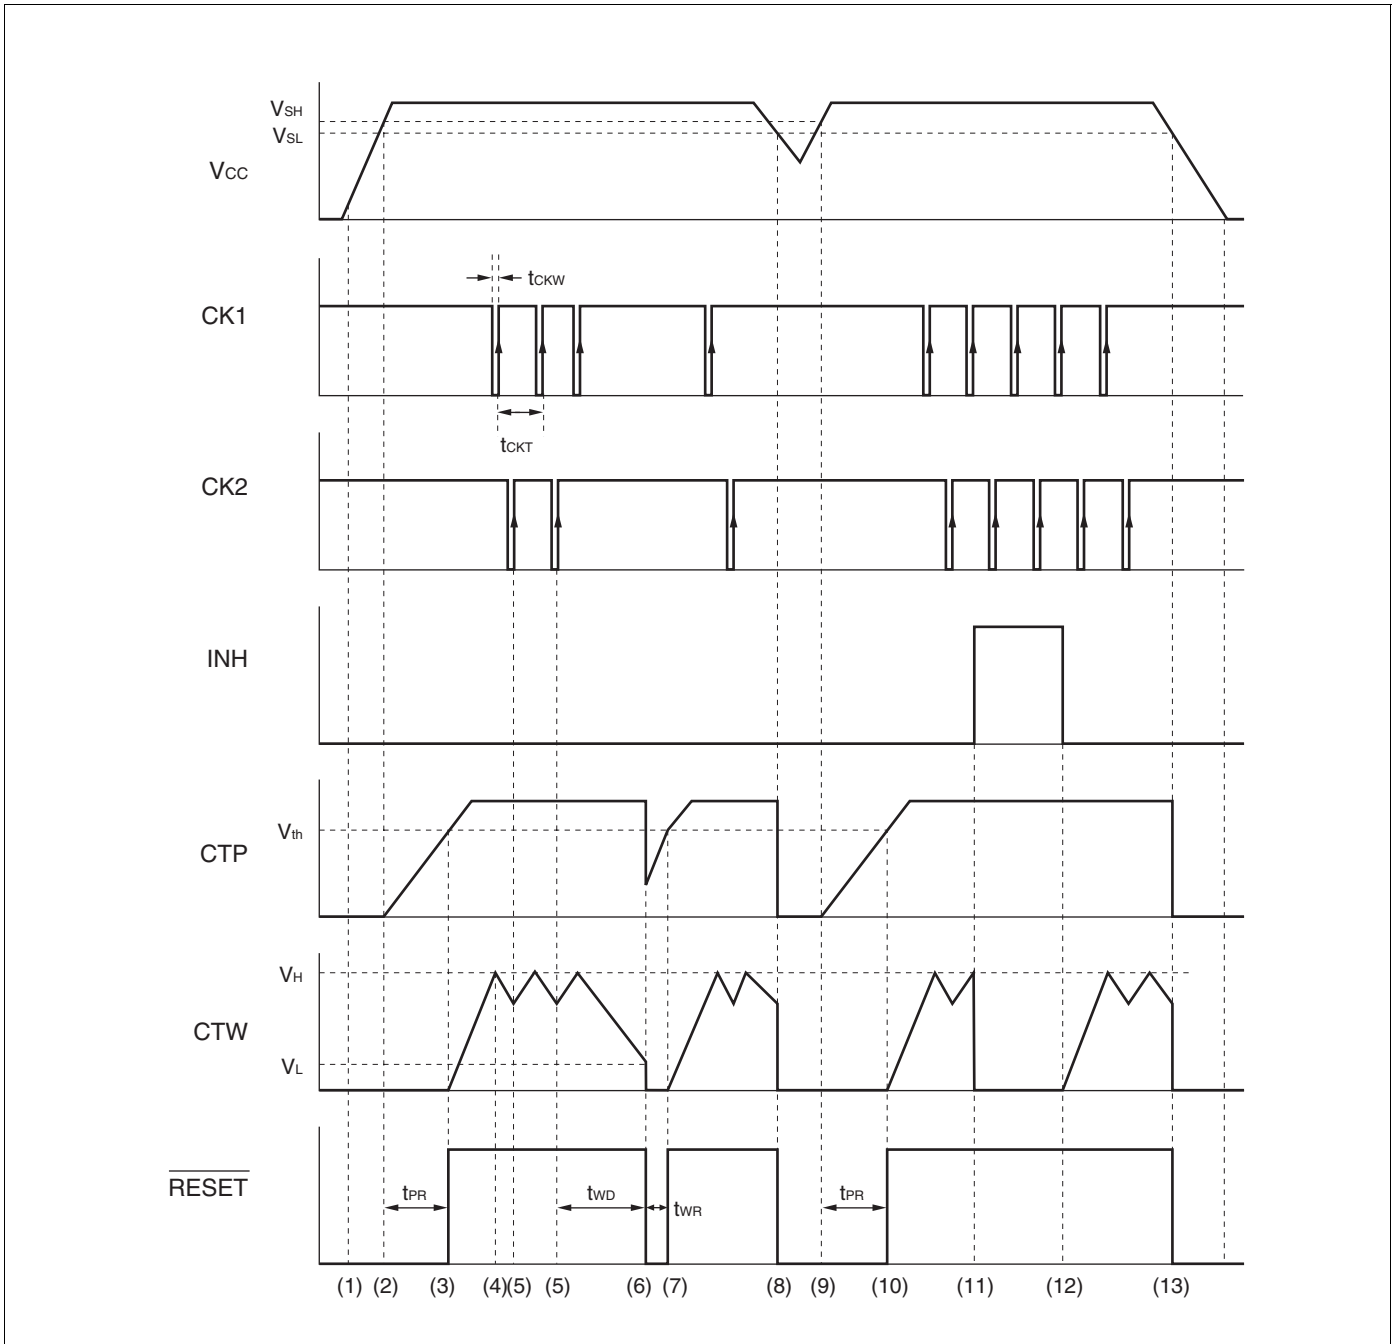 VSH
VSL
VCC
tCKW
CK1
tCKT
CK2
INH
Vth
CTP
VH
CTW
VL
RESET
tPR
tWD
tWR
tPR
(1) (2) (3) (4) (5) (5) (6) (7) (8) (9) (10) (11) (12) (13)